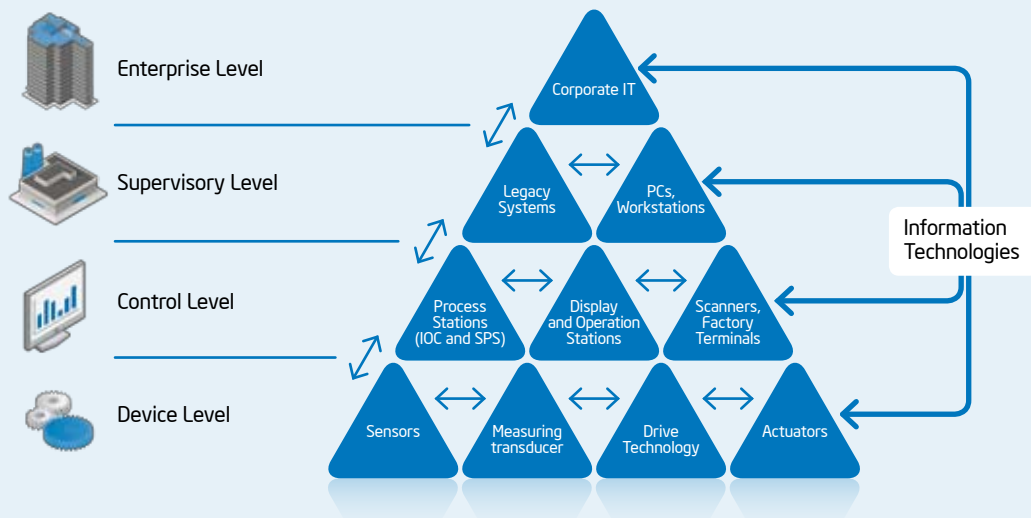 Enterprise Level
Corporate IT
Supervisory Level
Legacy
Systems
PCs,
Workstations
Information
Technologies
Control Level
Process
Stations
(IOC and SPS)
Display
and Operation
Stations
Scanners,
Factory
Terminals
Device Level
Sensors
Measuring
transducer
Drive
Technology
Actuators